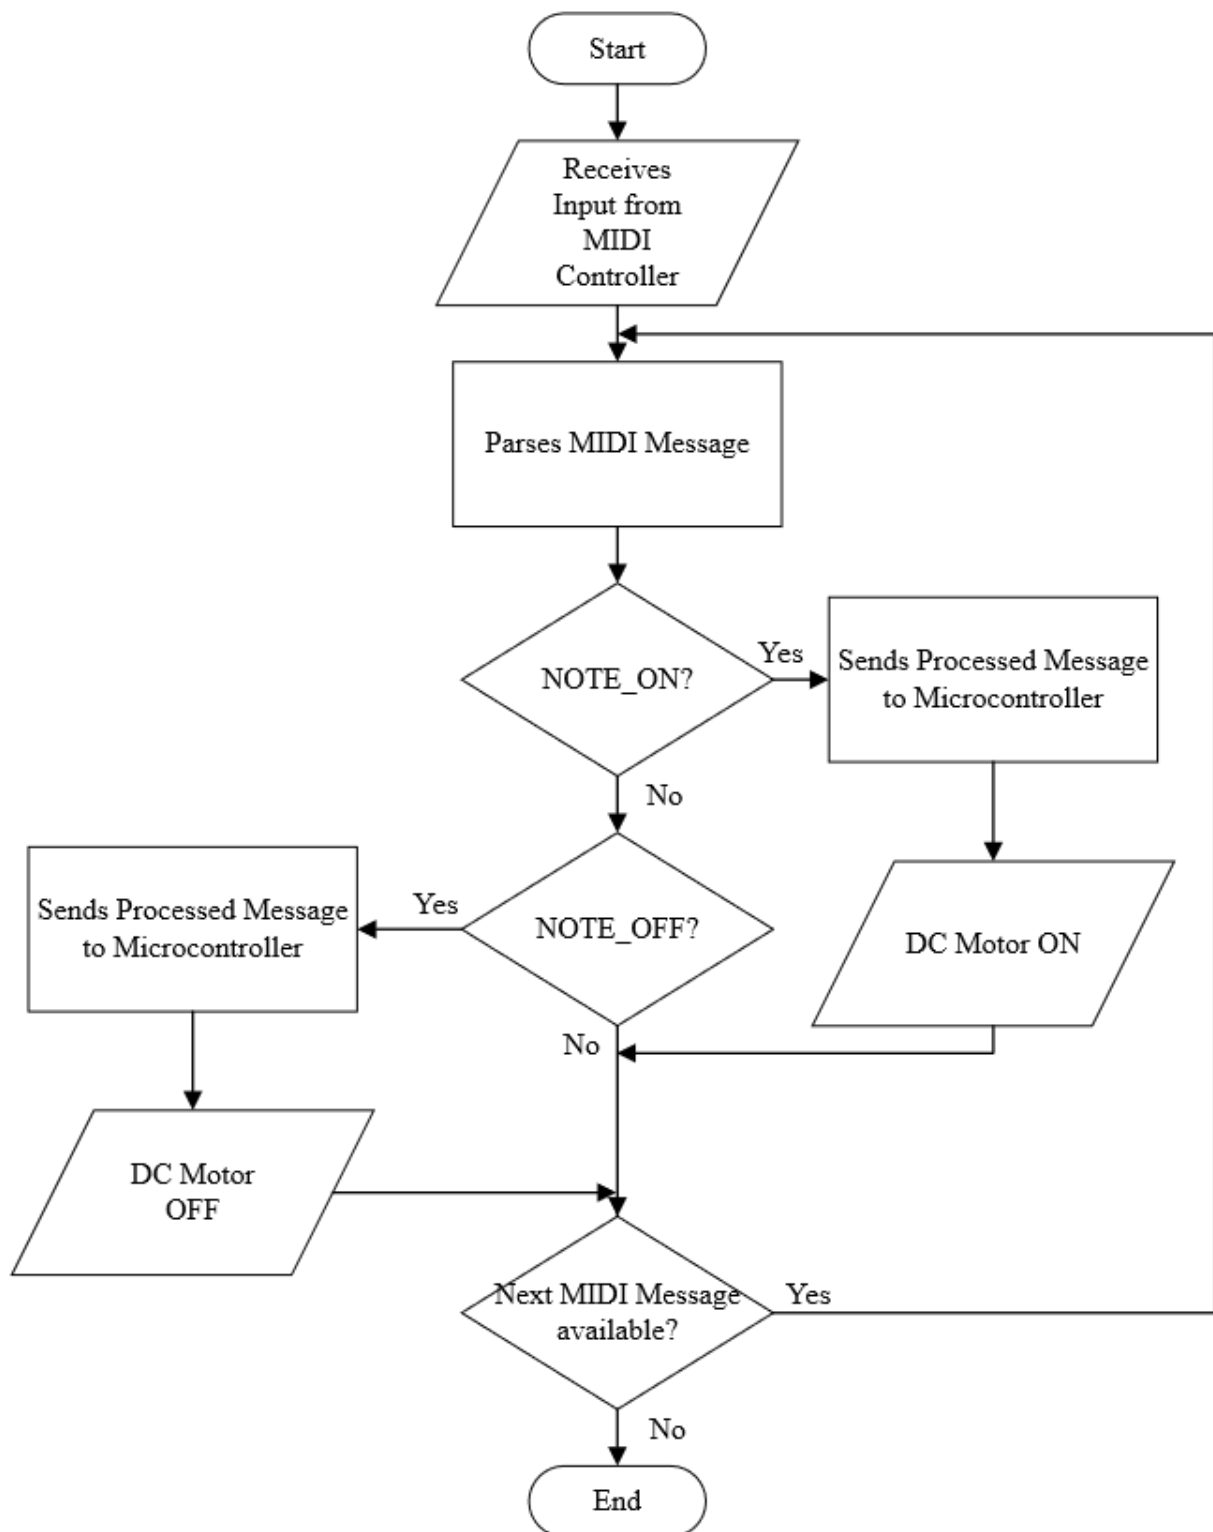 Start
Receives
Input from
MIDI
Controller
Parses MIDI Message
NOTE_ON?
Yes
Sends Processed Message
to Microcontroller
No
NOTE_OFF?
Yes
Sends Processed Message
to Microcontroller
DC Motor ON
No
DC Motor
OFF
Next MIDI Message
available?
Yes
No
End